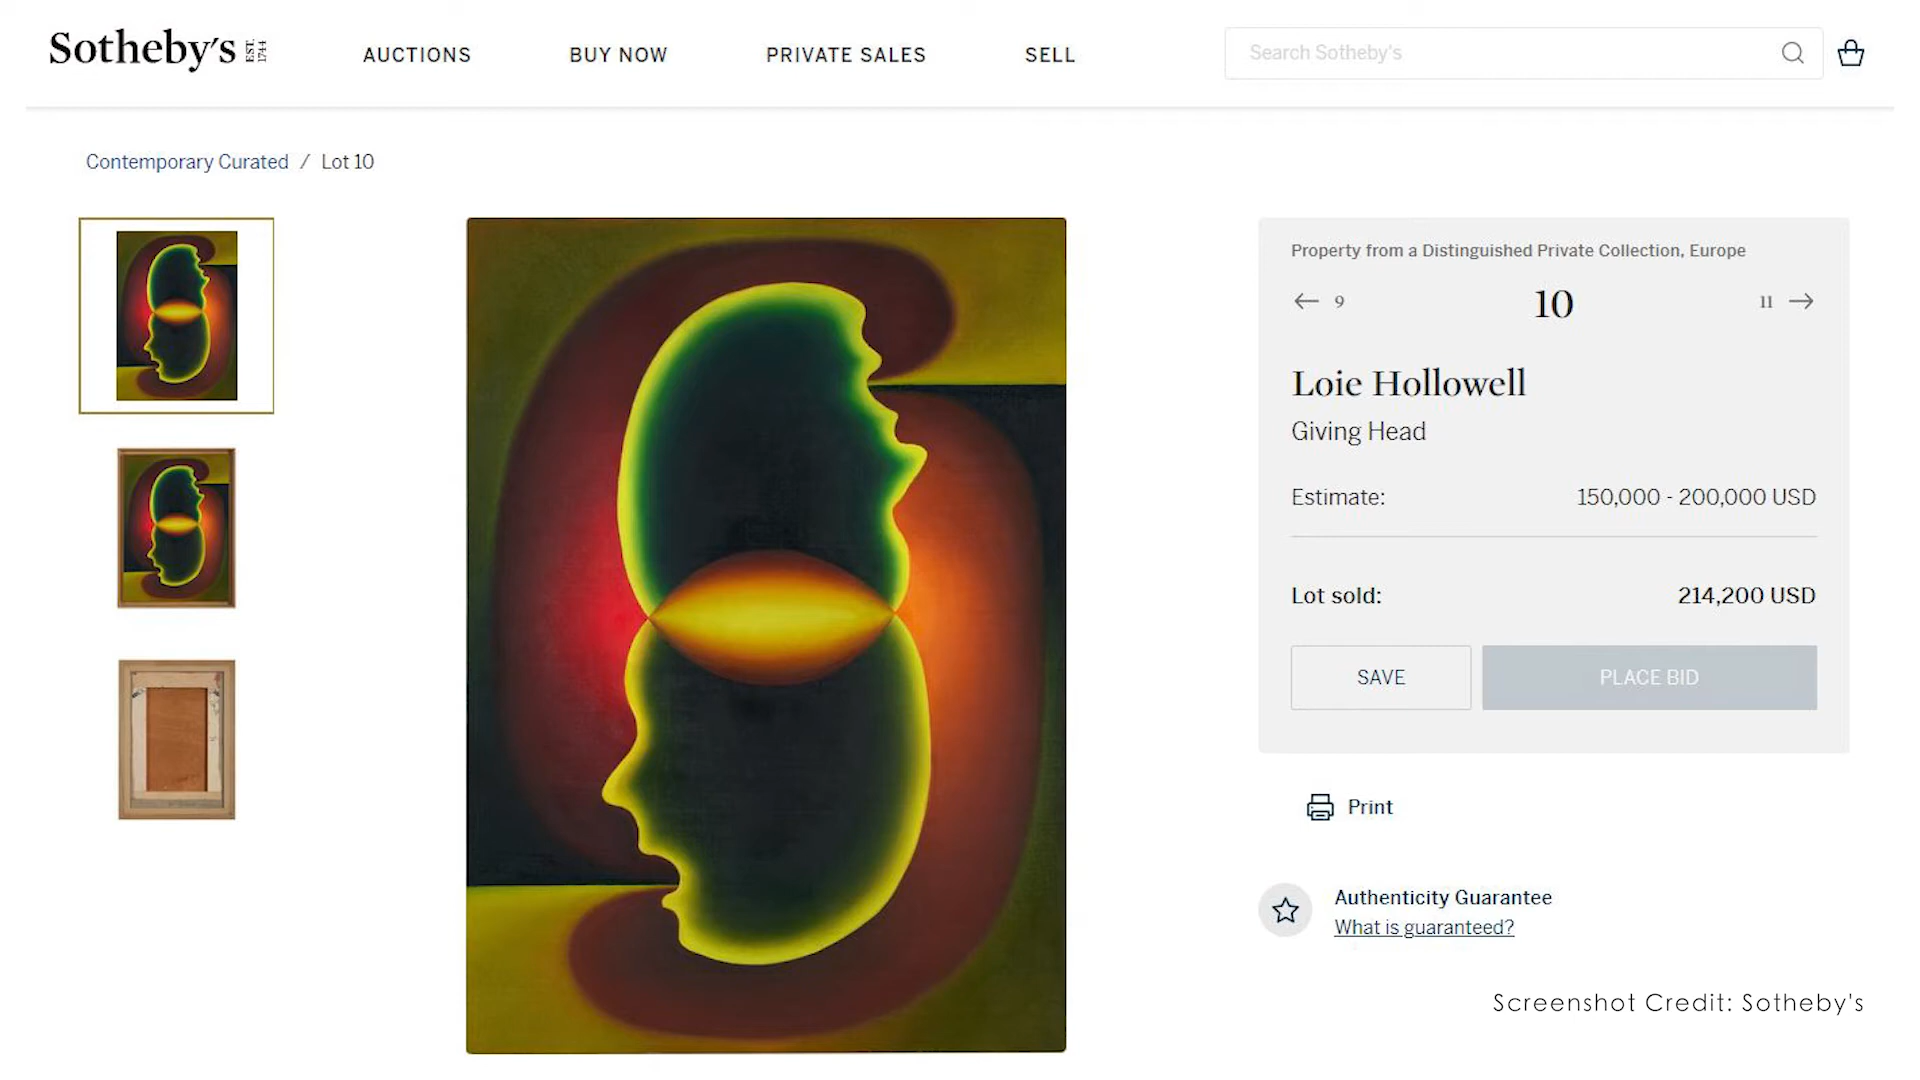 Sotheby's EST. 1744
AUCTIONS
BUY NOW
PRIVATE SALES
SELL
Search Sotheby's
Contemporary Curated / Lot 10
Property from a Distinguished Private Collection, Europe
← 9
10
11 →
Loie Hollowell
Giving Head
Estimate: 150,000 - 200,000 USD
Lot sold: 214,200 USD
SAVE
PLACE BID
Print
Authenticity Guarantee
What is guaranteed?
Screenshot Credit: Sotheby's